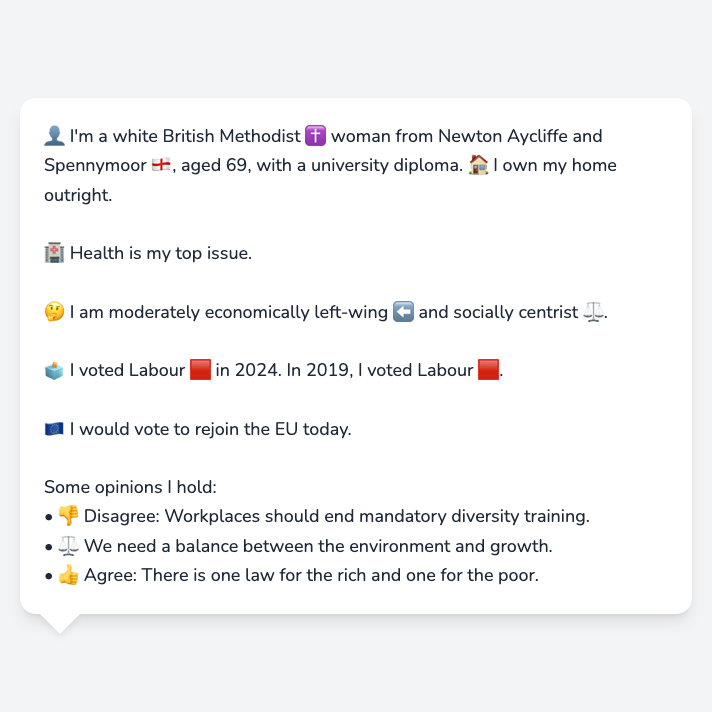 👤 I'm a white British Methodist ✝️ woman from Newton Aycliffe and
Spennymoor 🏴󠁧󠁢󠁥󠁮󠁧󠁿, aged 69, with a university diploma. 🏠 I own my home
outright.
🏥 Health is my top issue.
🤔 I am moderately economically left-wing ⬅️ and socially centrist ⚖️.
🗳️ I voted Labour 🟥 in 2024. In 2019, I voted Labour 🟥.
🇪🇺 I would vote to rejoin the EU today.
Some opinions I hold:
• 👎 Disagree: Workplaces should end mandatory diversity training.
• ⚖️ We need a balance between the environment and growth.
• 👍 Agree: There is one law for the rich and one for the poor.